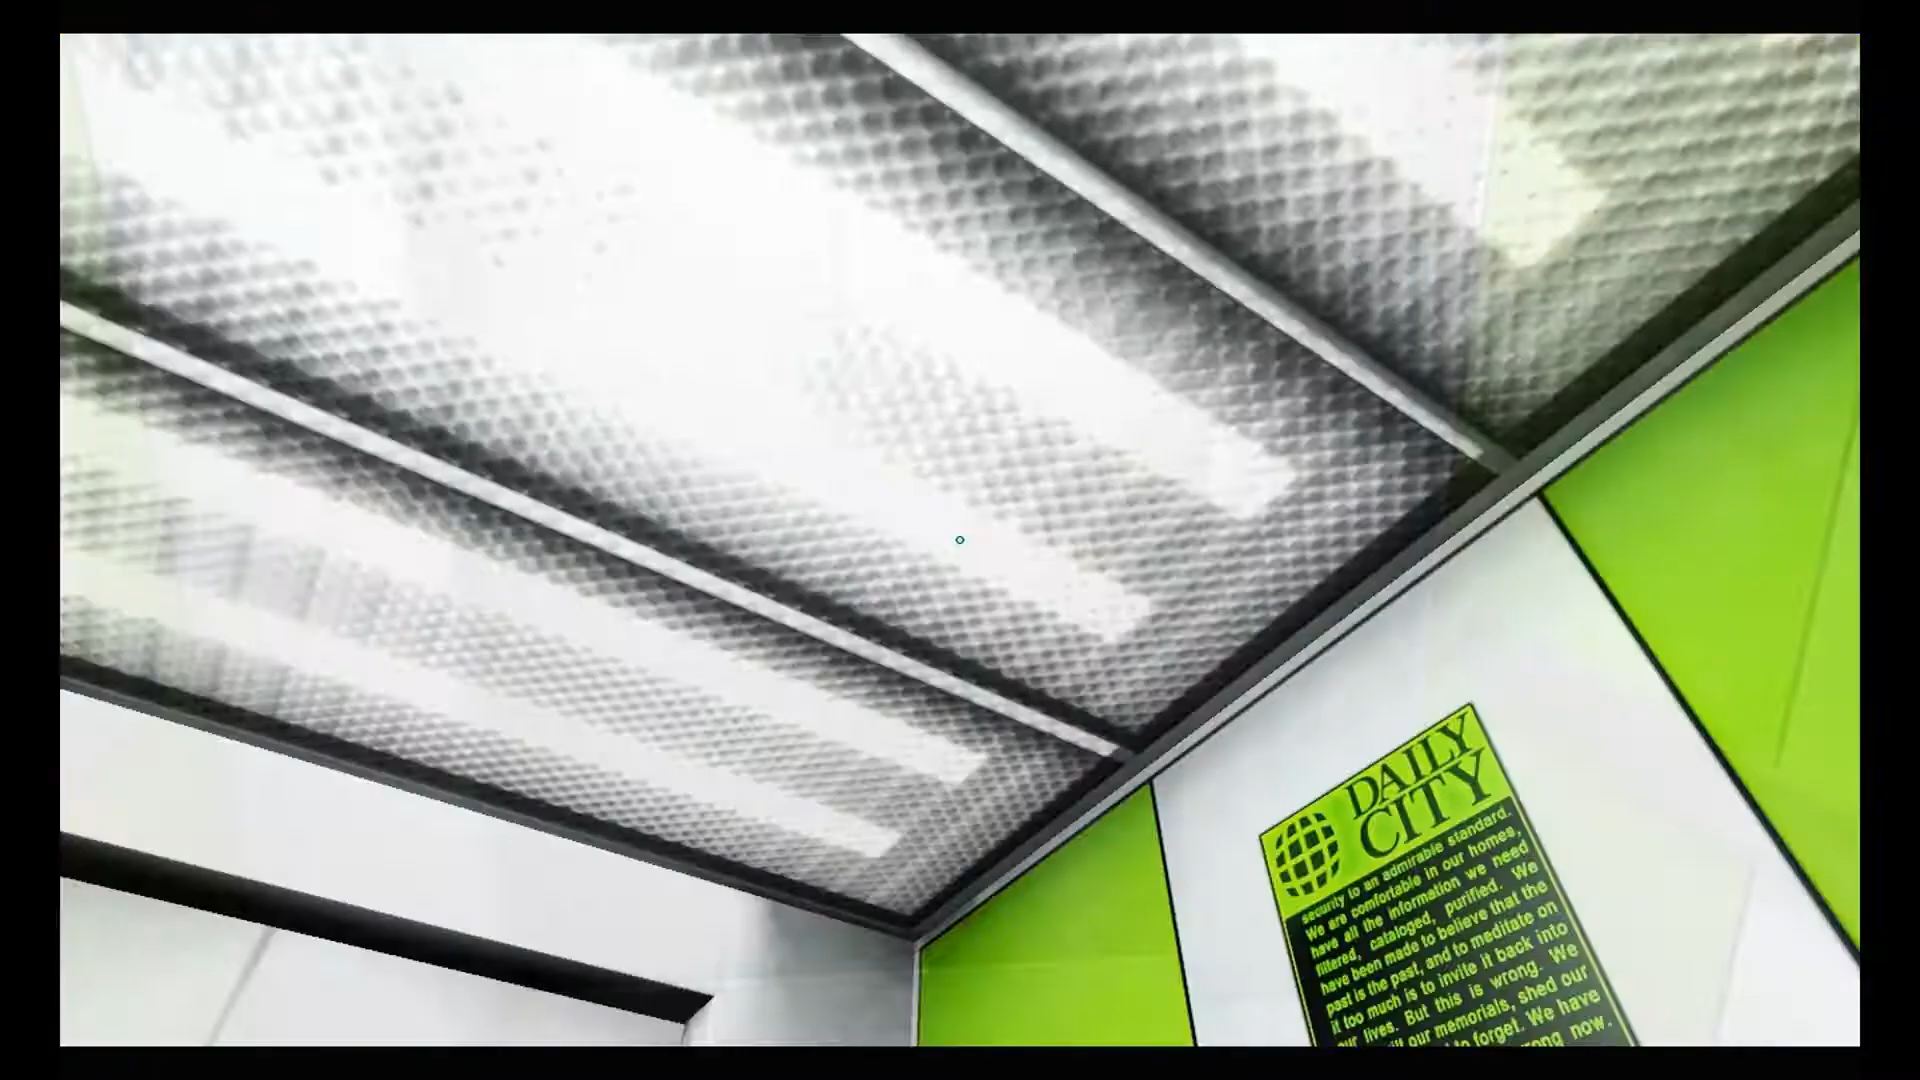 DAILY
CITY
security is an admirable standard.
We are comfortable in our homes,
have all the information we need
filtered, cataloged, purified. We
have been made to believe that the
past is the past, and to meditate on
it too much is to invite it back into
our lives. But this is wrong. We
our memorials, shed our
to forget. We have
now.